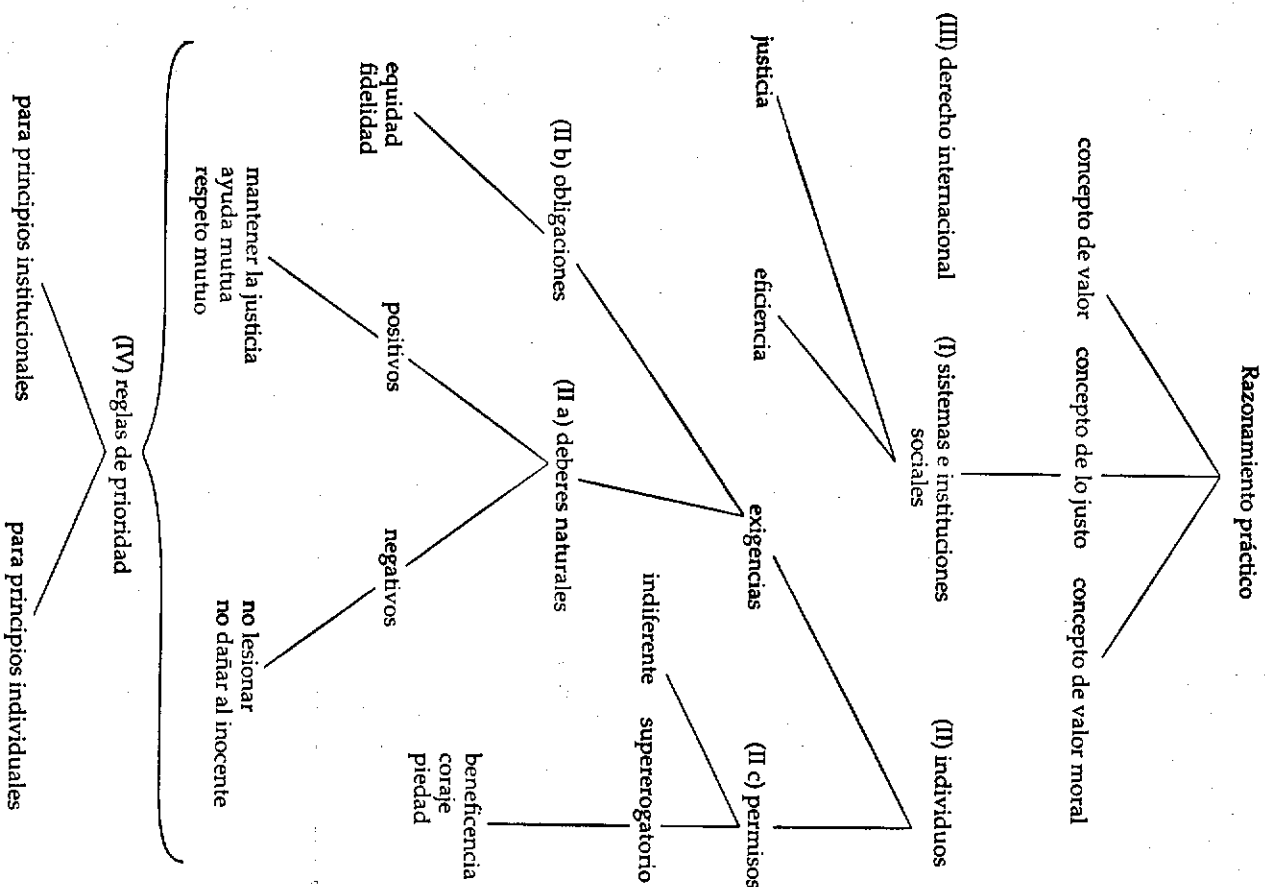 Razonamiento práctico
concepto de valor
concepto de lo justo
concepto de valor moral
(III) derecho internacional
(I) sistemas e instituciones
sociales
(II) individuos
justicia
eficiencia
exigencias
(II c) permisos
indiferente
supererogatorio
(II b) obligaciones
(II a) deberes naturales
beneficencia
coraje
piedad
equidad
fidelidad
positivos
negativos
mantener la justicia
ayuda mutua
respeto mutuo
no lesionar
no dañar al inocente
(IV) reglas de prioridad
para principios institucionales
para principios individuales